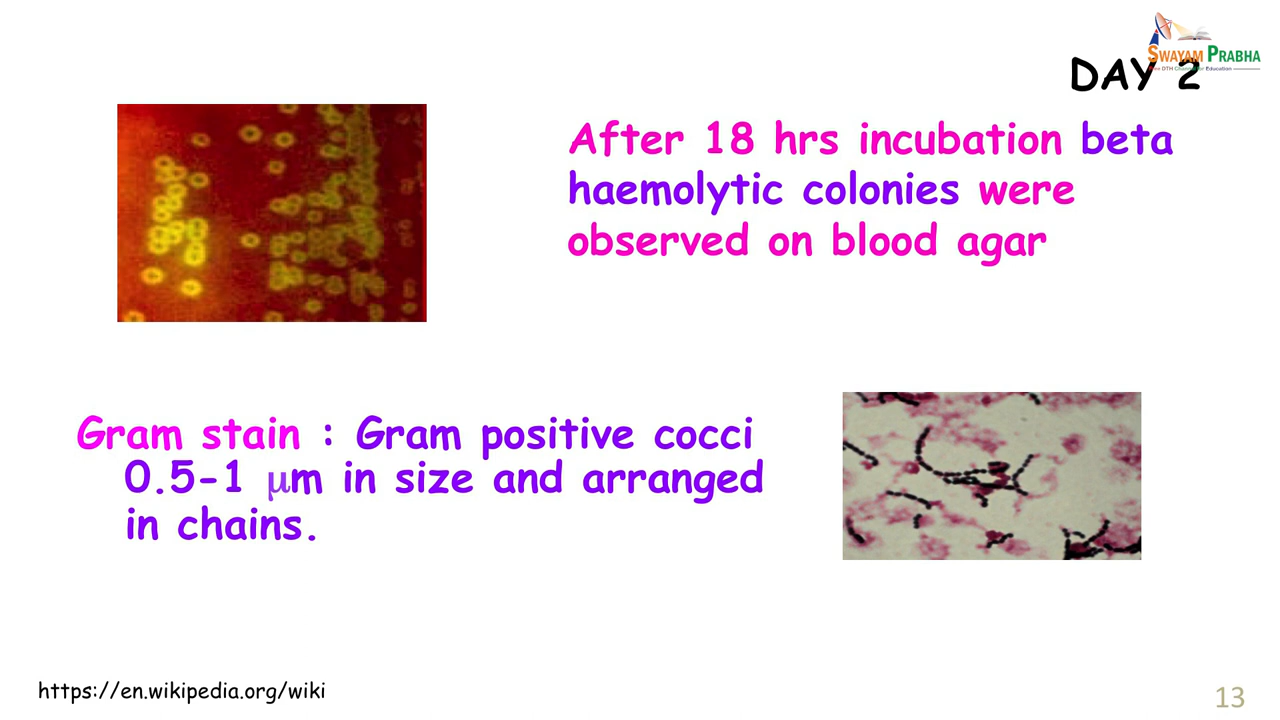 SWAYAM PRABHA
DAY 2
After 18 hrs incubation beta
haemolytic colonies were
observed on blood agar
Gram stain : Gram positive cocci
0.5-1 μm in size and arranged
in chains.
https://en.wikipedia.org/wiki
13